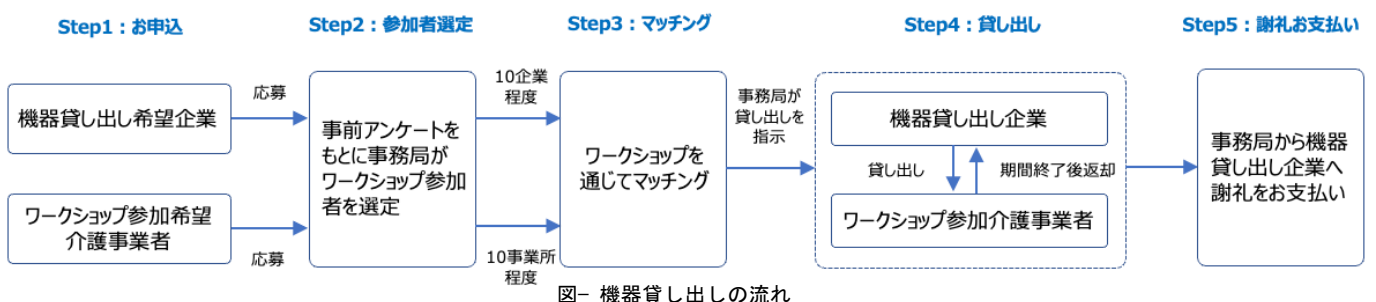 Step1：お申込
Step2：参加者選定
Step3：マッチング
Step4：貸し出し
Step5：謝礼お支払い
機器貸し出し希望企業
応募
ワークショップ参加希望
介護事業者
応募
事前アンケートを
もとに事務局が
ワークショップ参加
者を選定
10企業
程度
10事業所
程度
ワークショップを
通じてマッチング
事務局が
貸し出しを
指示
機器貸し出し企業
貸し出し
期間終了後返却
ワークショップ参加介護事業者
事務局から機器
貸し出し企業へ
謝礼をお支払い
図− 機器貸し出しの流れ